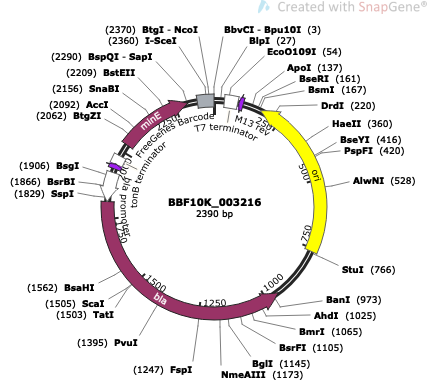 Created with SnapGene®
(2370) BtgI - NcoI
(2360) I-SceI
(2290) BspQI - SapI
(2209) BstEII
(2156) SnaBI
(2092) AccI
(2062) BtgZI
(1906) BsgI
(1866) BsrBI
(1829) SspI
(1562) BsaHI
(1505) ScaI
(1503) TatI
(1395) PvuI
(1247) FspI
BbvCI - Bpu10I (3)
BlpI (27)
EcoO109I (54)
ApoI (137)
BseRI (161)
BsmI (167)
DrdI (220)
HaeII (360)
BseYI (416)
PspFI (420)
AlwNI (528)
StuI (766)
BanI (973)
AhdI (1025)
BmrI (1065)
BsrFI (1105)
BglI (1145)
NmeAIII (1173)
FreeGenes Barcode
T7 terminator
M13 rev
minE
tonB terminator
bla promoter
bla
ori
250
500
750
1000
1250
1500
BBF10K_003216
2390 bp